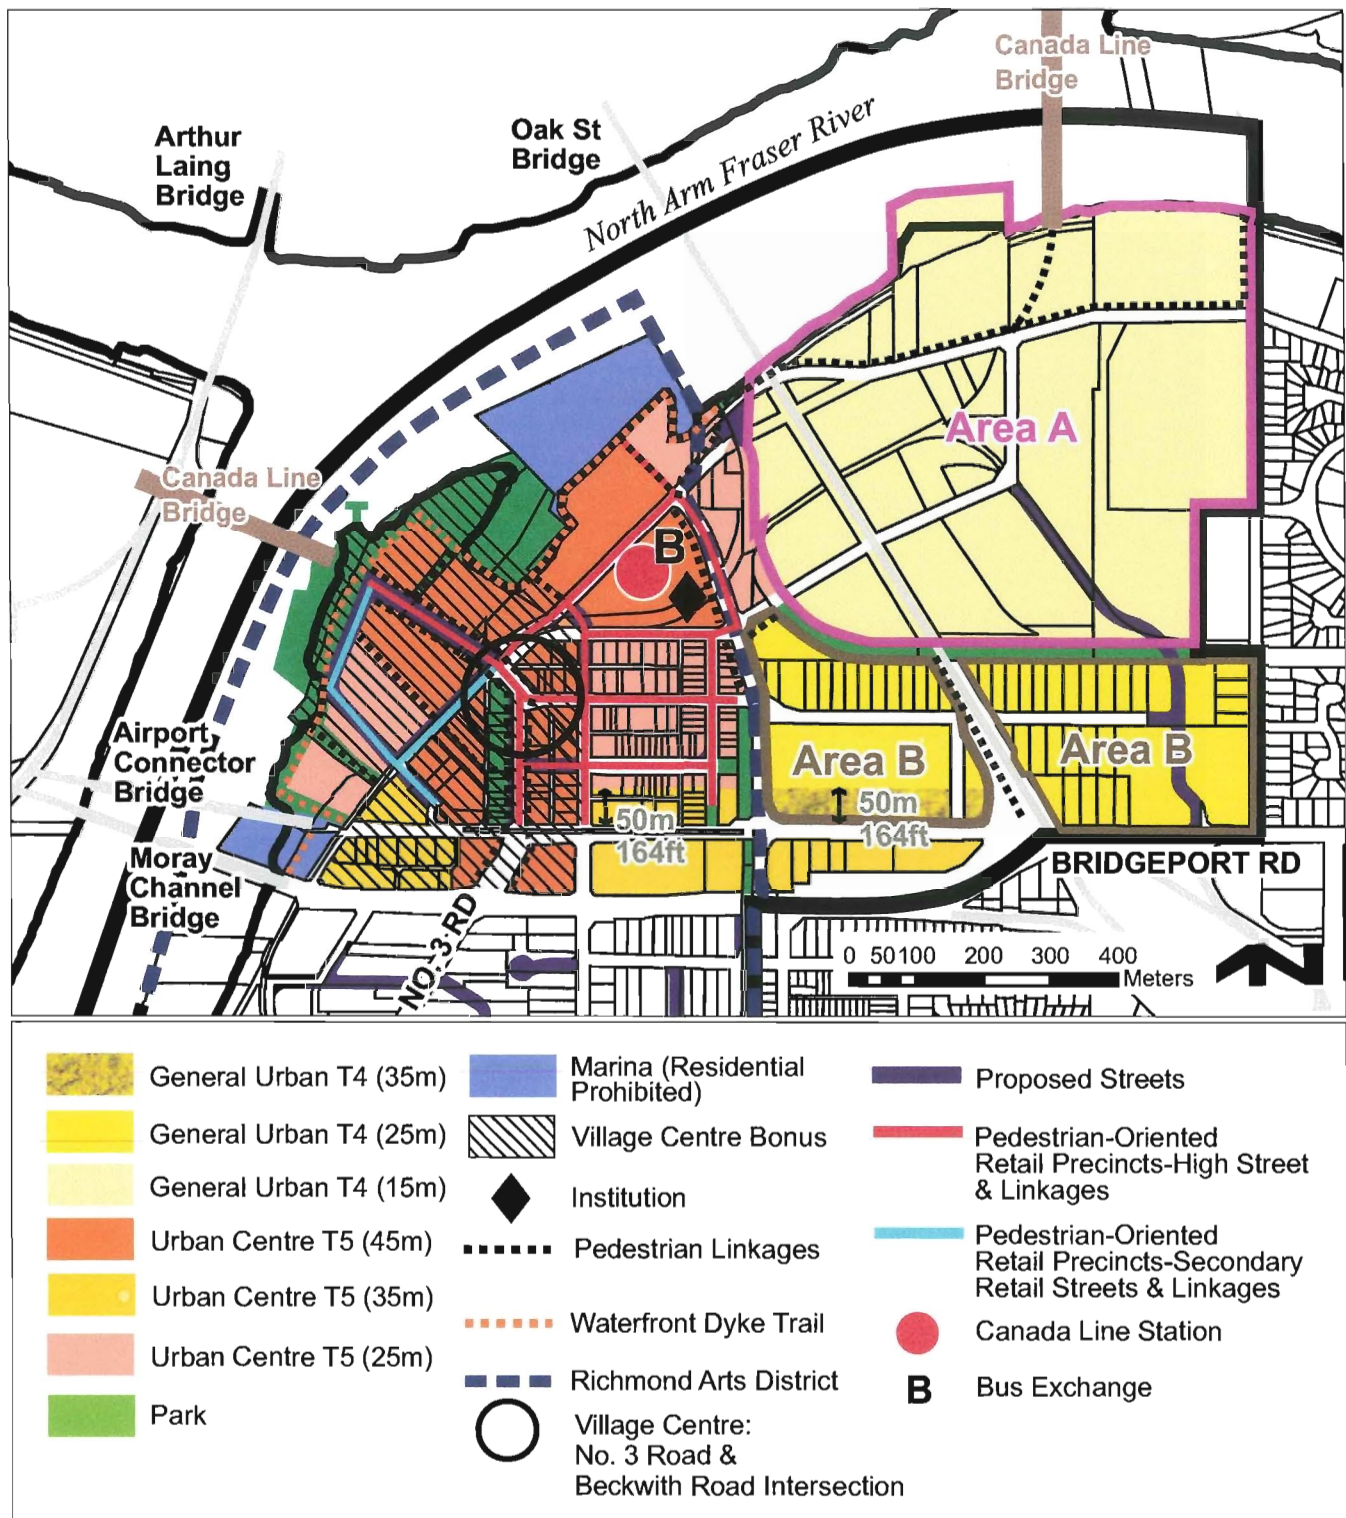 Canada Line
Bridge
Arthur
Laing
Bridge
Oak St
Bridge
North Arm Fraser River
Area A
Canada Line
Bridge
B
Airport
Connector
Bridge
Area B
Area B
50m
164ft
50m
164ft
Moray
Channel
Bridge
BRIDGEPORT RD
NO. 3 RD
0 50 100 200 300 400
Meters
N
General Urban T4 (35m)
General Urban T4 (25m)
General Urban T4 (15m)
Urban Centre T5 (45m)
Urban Centre T5 (35m)
Urban Centre T5 (25m)
Park
Marina (Residential
Prohibited)
Village Centre Bonus
Institution
Pedestrian Linkages
Waterfront Dyke Trail
Richmond Arts District
Village Centre:
No. 3 Road &
Beckwith Road Intersection
Proposed Streets
Pedestrian-Oriented
Retail Precincts-High Street
& Linkages
Pedestrian-Oriented
Retail Precincts-Secondary
Retail Streets & Linkages
Canada Line Station
B Bus Exchange